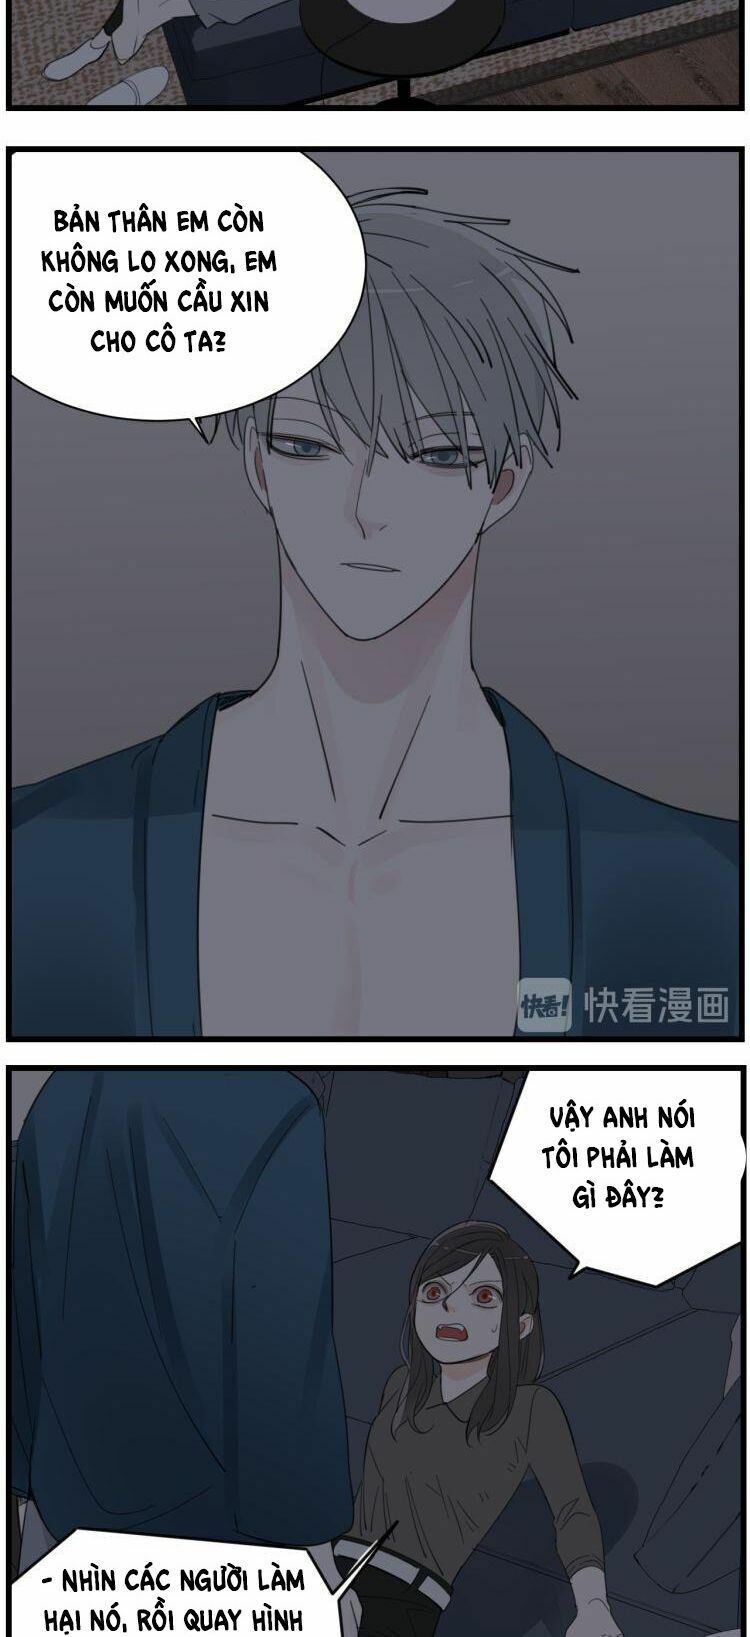 BẢN THÂN EM CÒN
KHÔNG LO XONG, EM
CÒN MUỐN CẦU XIN
CHO CÔ TA?
快看! 快看漫画
VẬY ANH NÓI
TÔI PHẢI LÀM
GÌ ĐÂY?
- NHÌN CÁC NGƯỜI LÀM
HẠI NÓ, RỒI QUAY HÌNH